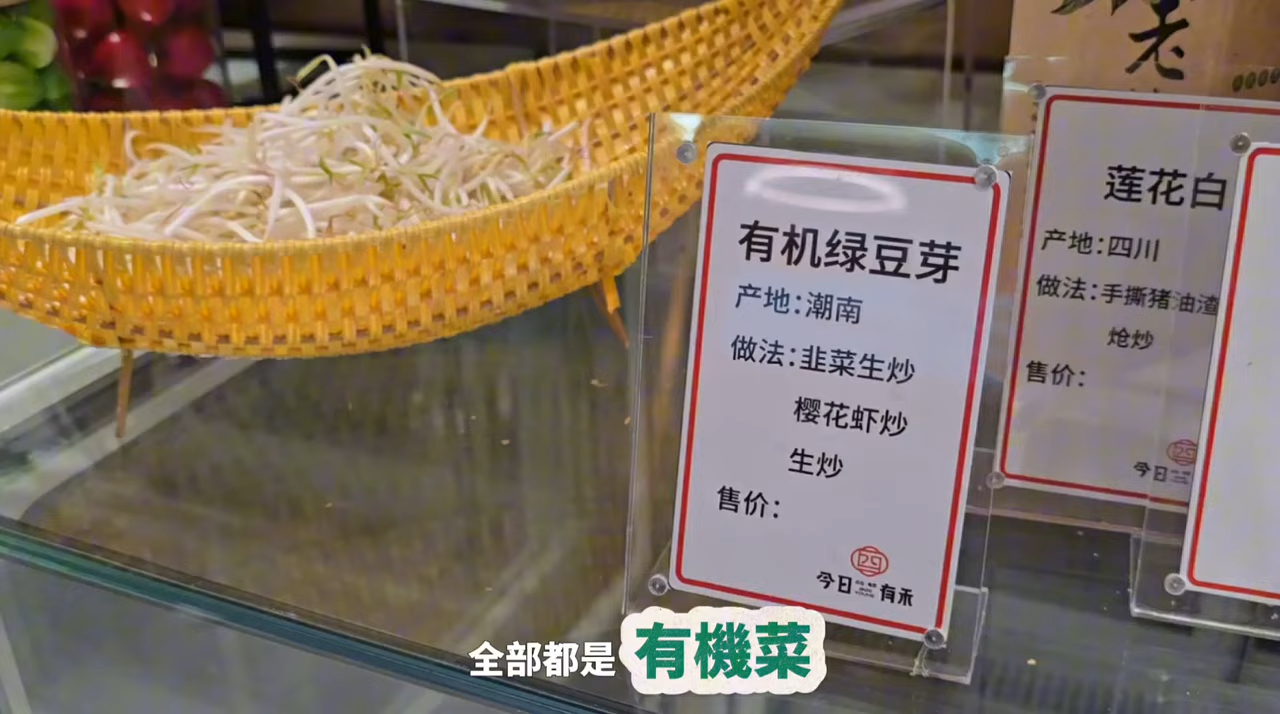 有机绿豆芽
产地:潮南
做法:韭菜生炒
樱花虾炒
生炒
售价:
今日有禾
老
莲花白
产地:四川
做法:手撕猪油渣
炝炒
售价:
今日
全部都是 有機菜